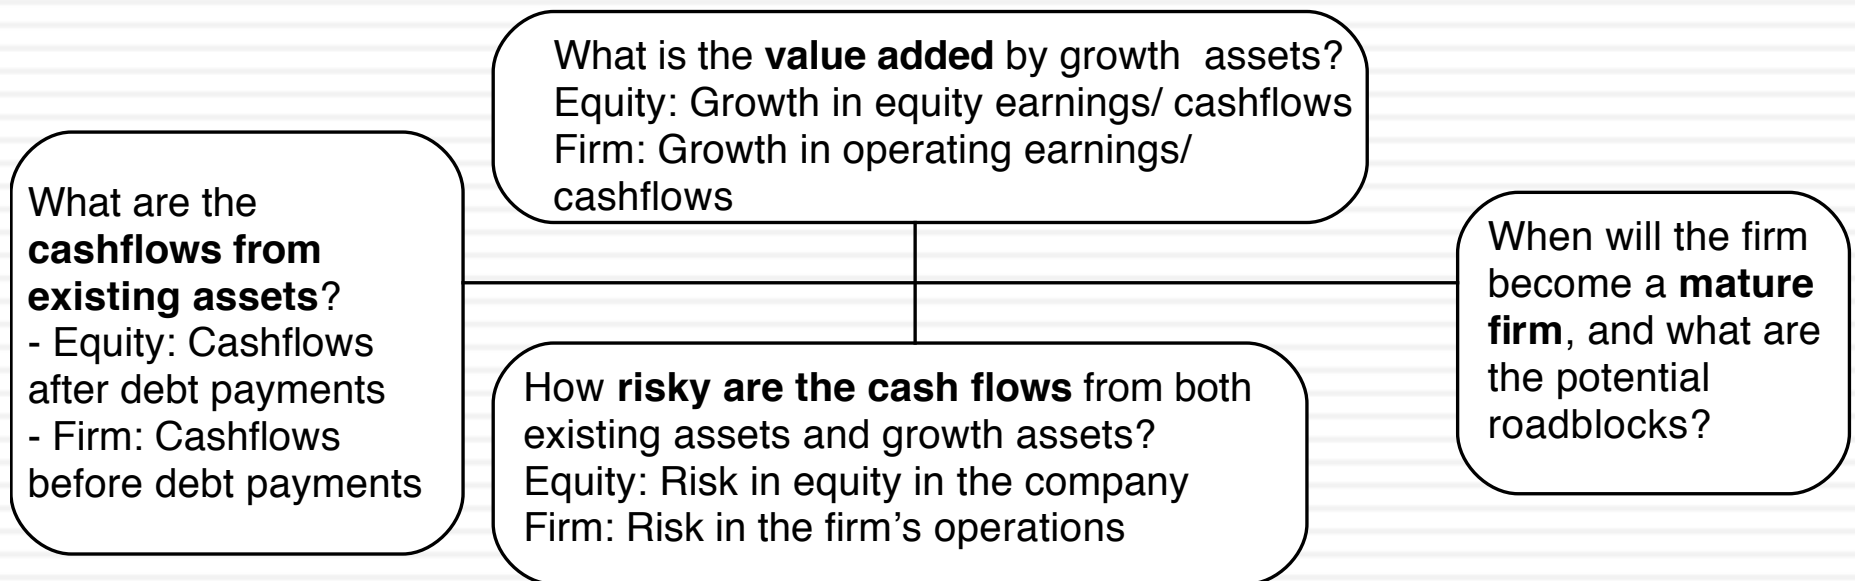 What is the value added by growth assets?
Equity: Growth in equity earnings/ cashflows
Firm: Growth in operating earnings/
cashflows
What are the
cashflows from
existing assets?
- Equity: Cashflows
after debt payments
- Firm: Cashflows
before debt payments
How risky are the cash flows from both
existing assets and growth assets?
Equity: Risk in equity in the company
Firm: Risk in the firm’s operations
When will the firm
become a mature
firm, and what are
the potential
roadblocks?